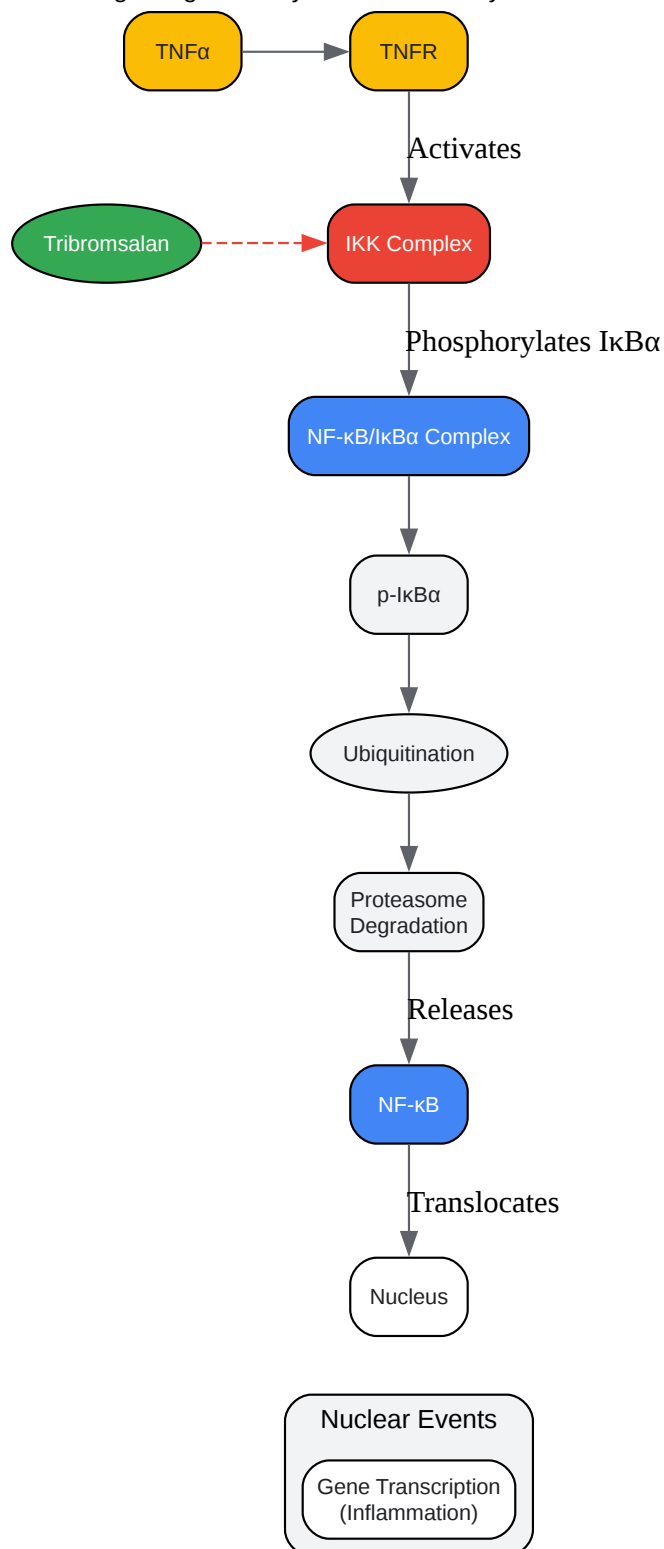 TNFα
TNFR
Activates
Tribromsalan
IKK Complex
Phosphorylates IκBα
NF-κB/IκBα Complex
p-IκBα
Ubiquitination
Proteasome
Degradation
Releases
NF-κB
Translocates
Nucleus
Nuclear Events
Gene Transcription
(Inflammation)